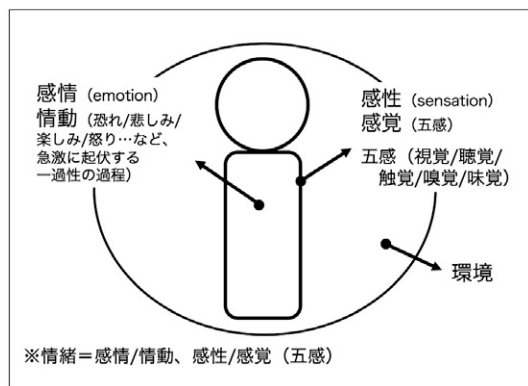 感情（emotion）
情動（恐れ/悲しみ/
楽しみ/怒り…など、
急激に起伏する
一過性の過程）
感性（sensation）
感覚（五感）
五感（視覚/聴覚/
触覚/嗅覚/味覚）
環境
※情緒＝感情/情動、感性/感覚（五感）